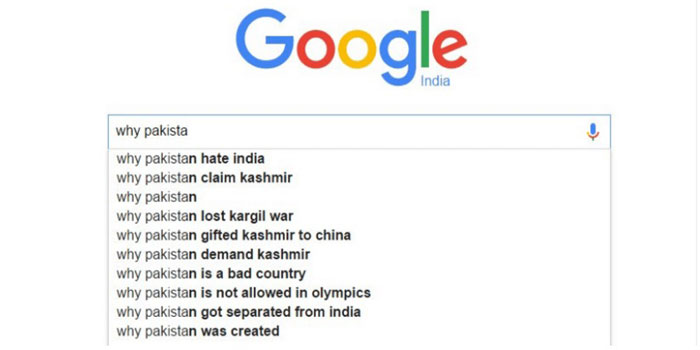 Google
India
why pakista
why pakistan hate india
why pakistan claim kashmir
why pakistan
why pakistan lost kargil war
why pakistan gifted kashmir to china
why pakistan demand kashmir
why pakistan is a bad country
why pakistan is not allowed in olympics
why pakistan got separated from india
why pakistan was created